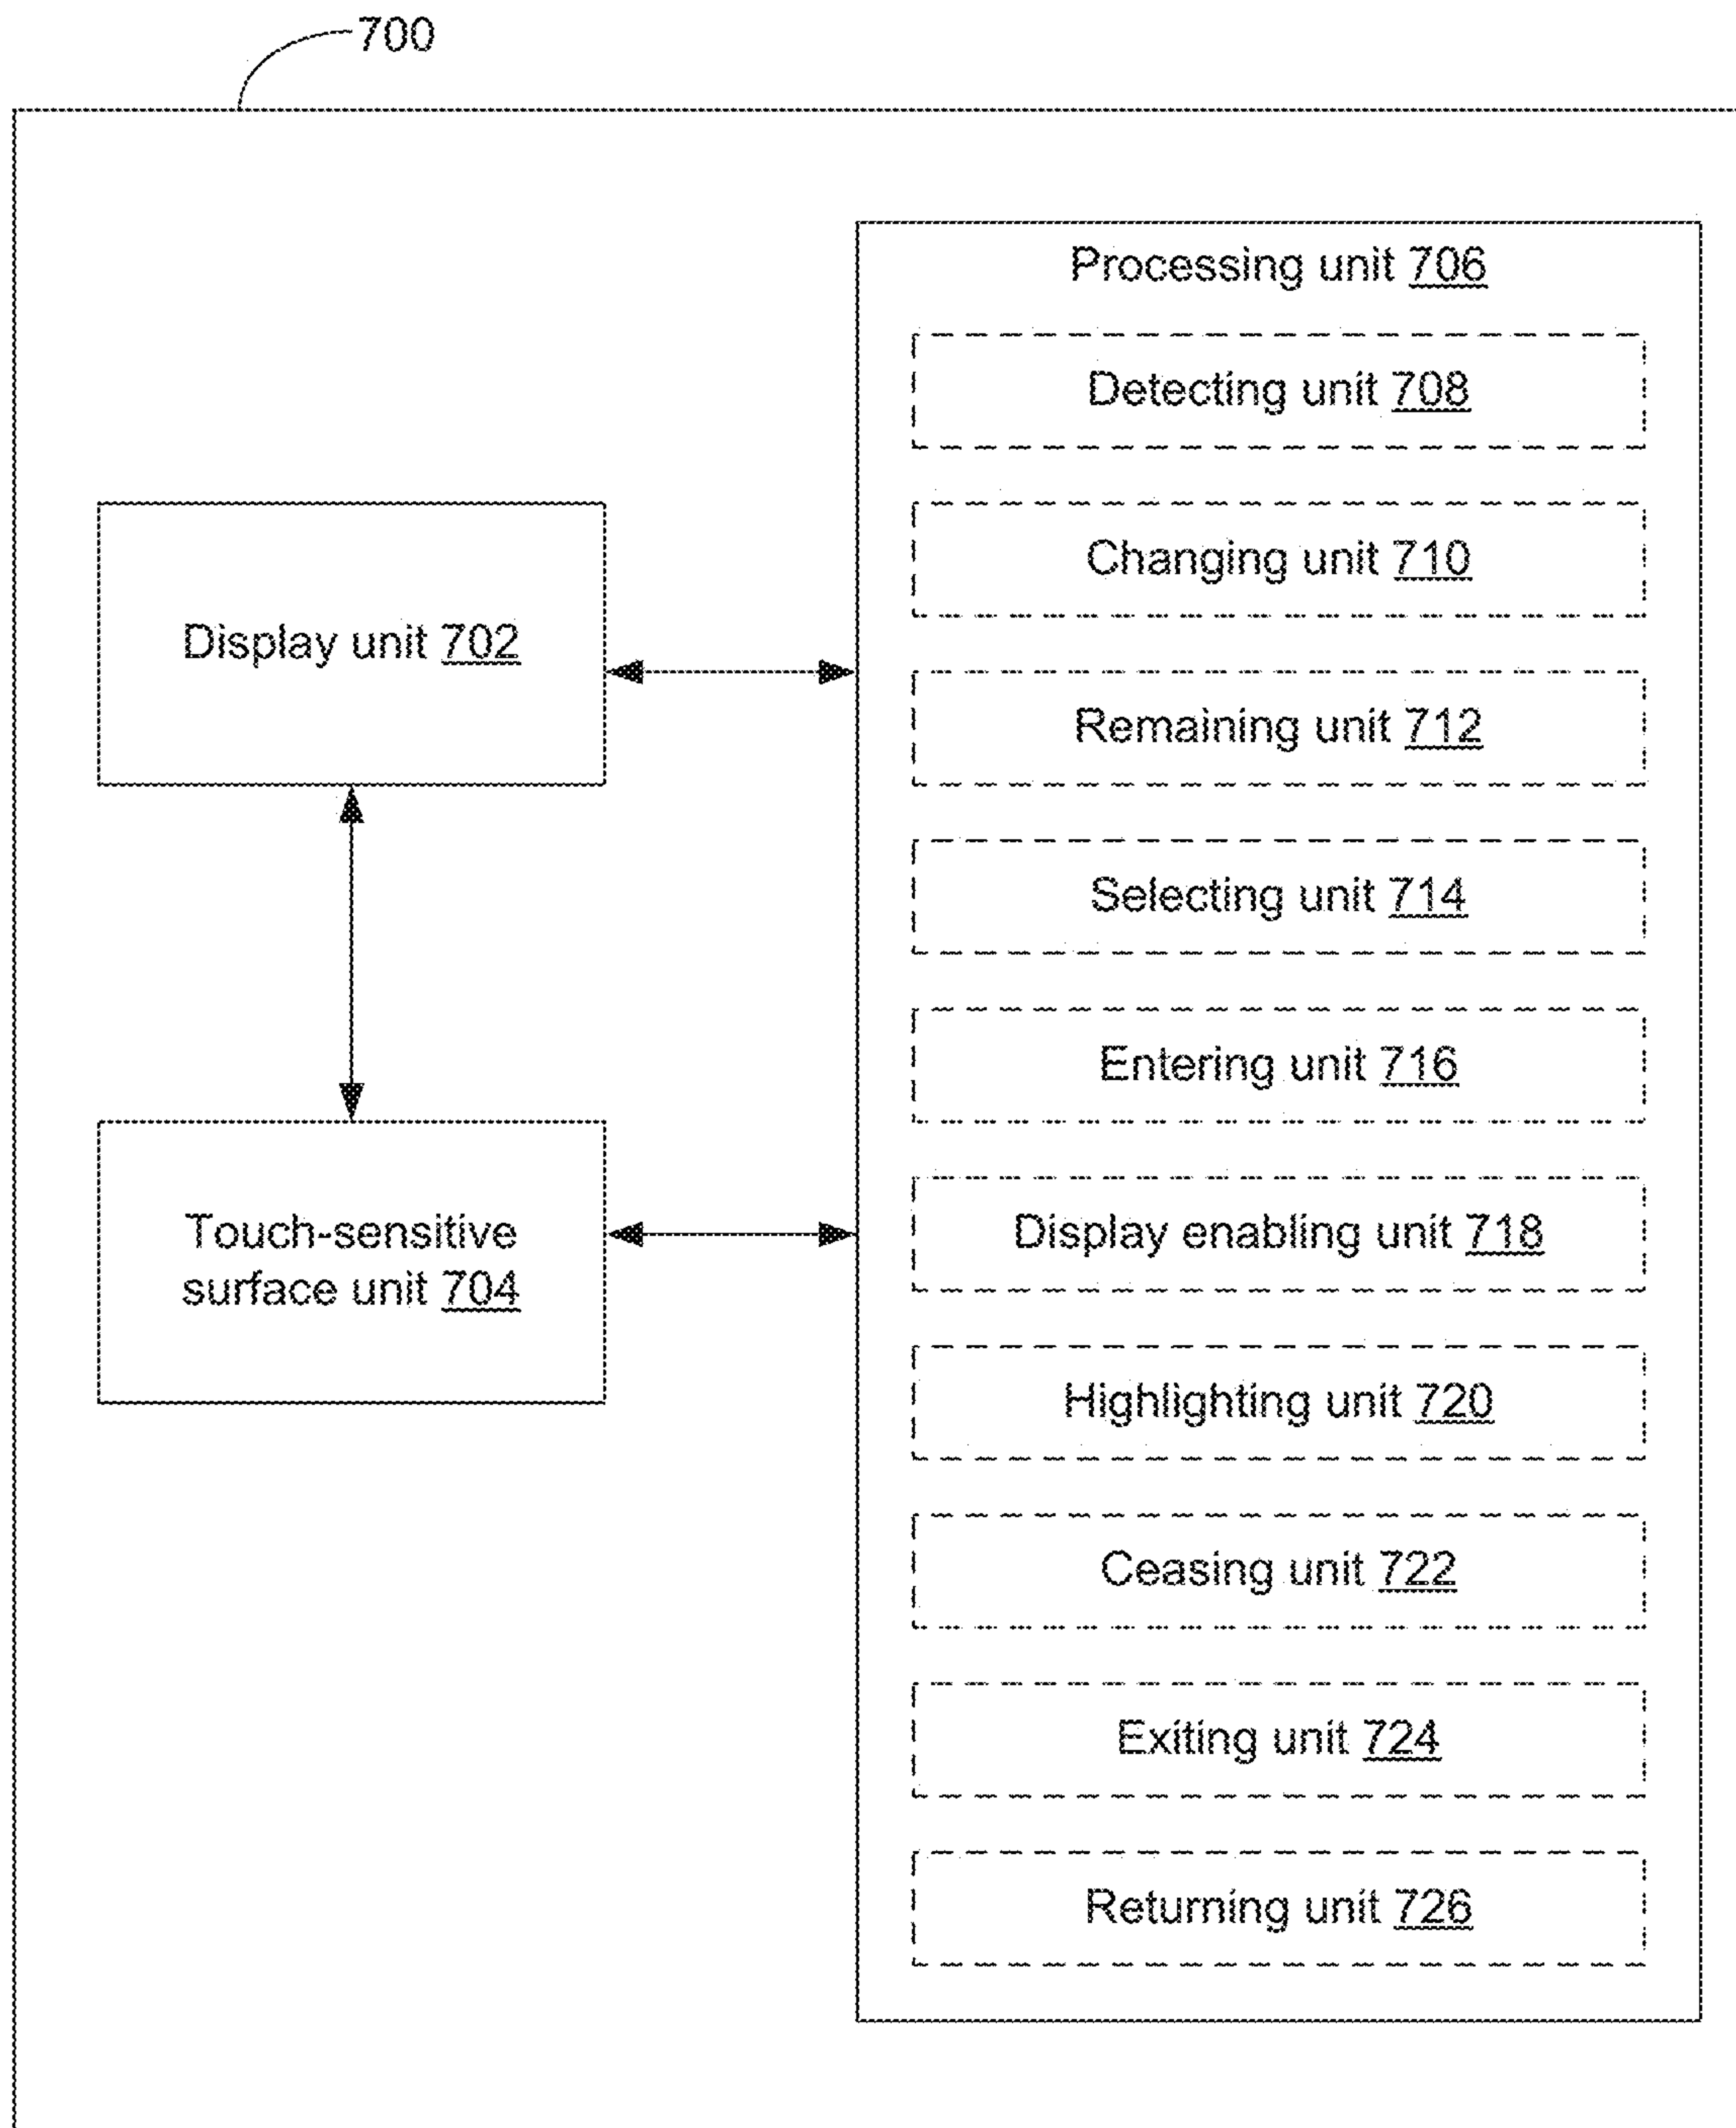 700
Processing unit 706
Detecting unit 708
Changing unit 710
Display unit 702
Remaining unit 712
Selecting unit 714
Entering unit 716
Touch-sensitive
surface unit 704
Display enabling unit 718
Highlighting unit 720
Ceasing unit 722
Exiting unit 724
Returning unit 726